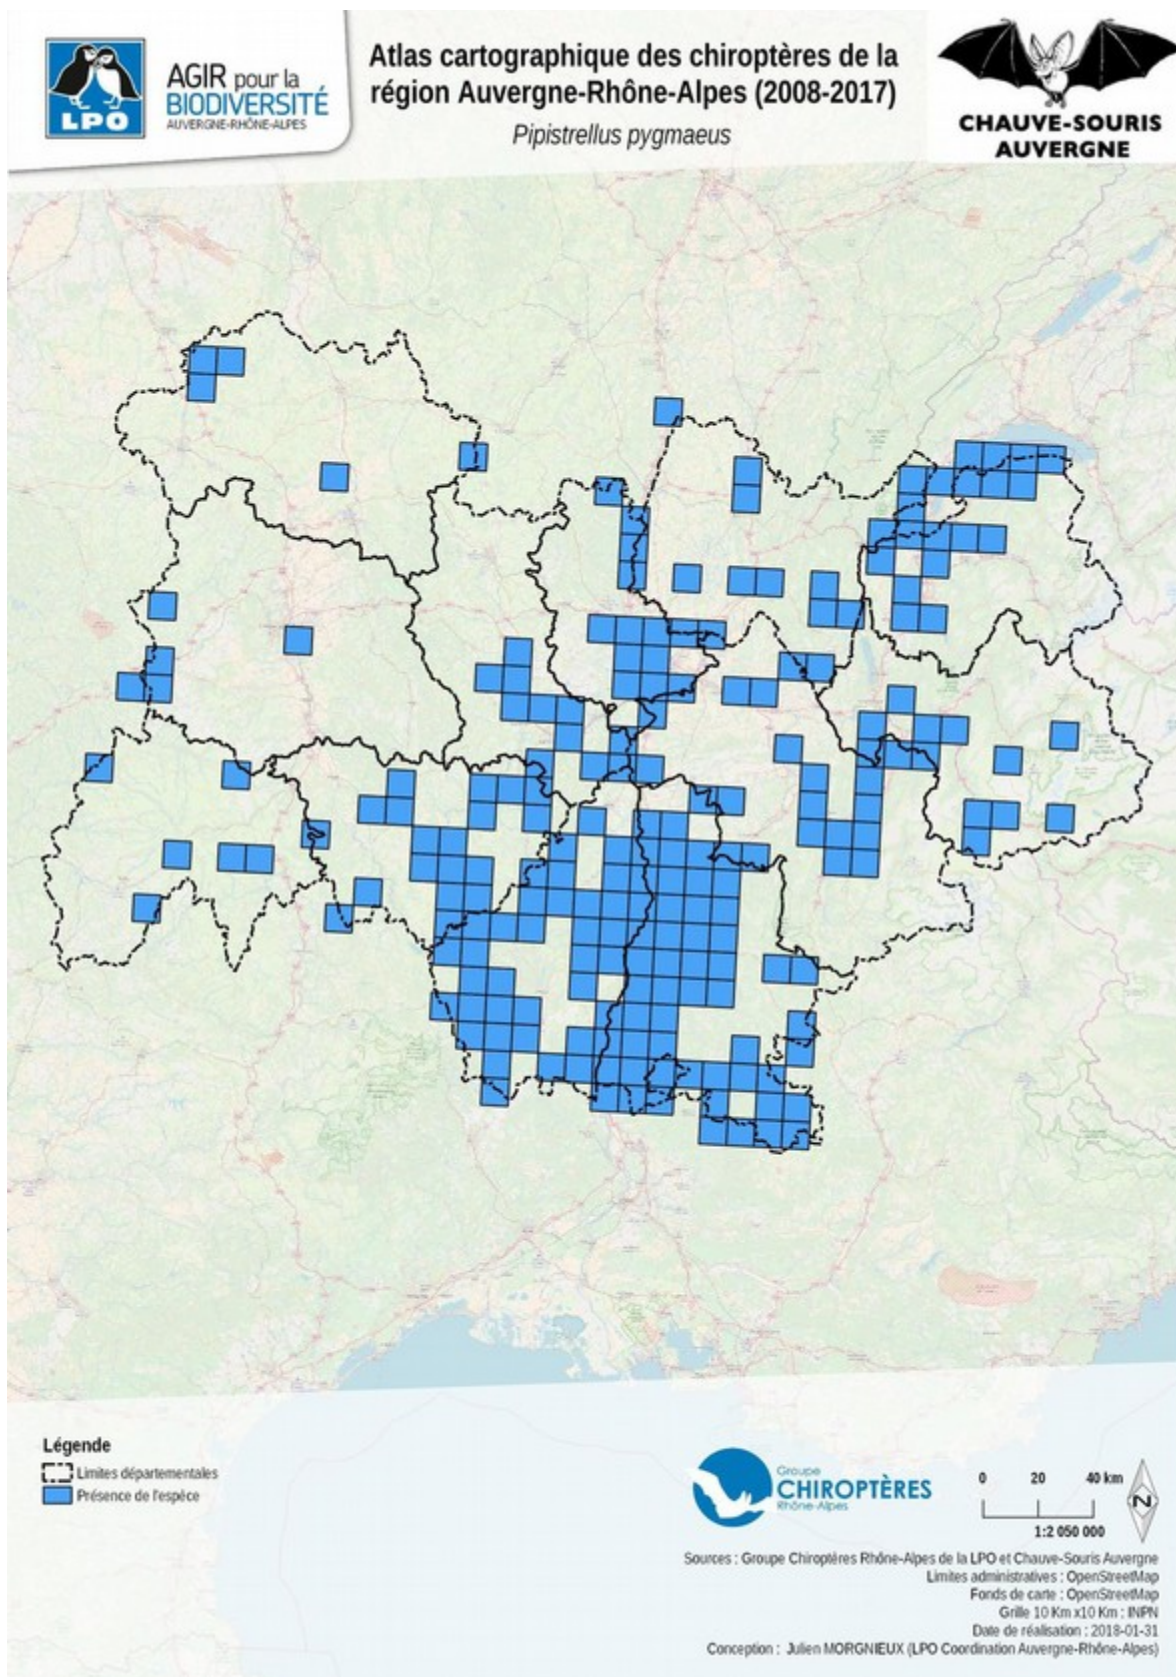 AGIR pour la
BIODIVERSITÉ
AUVERGNE-RHÔNE-ALPES
LPO
Atlas cartographique des chiroptères de la
région Auvergne-Rhône-Alpes (2008-2017)
Pipistrellus pygmaeus
CHAUVE-SOURIS
AUVERGNE
Légende
Limites départementales
Présence de l'espèce
Groupe
CHIROPTÈRES
Rhône-Alpes
0 20 40 km
1:2 050 000
N
Sources : Groupe Chiroptères Rhône-Alpes de la LPO et Chauve-Souris Auvergne
Limites administratives : OpenStreetMap
Fonds de carte : OpenStreetMap
Grille 10 Km x10 Km : INPN
Date de réalisation : 2018-01-31
Conception : Julien MORGNIEUX (LPO Coordination Auvergne-Rhône-Alpes)